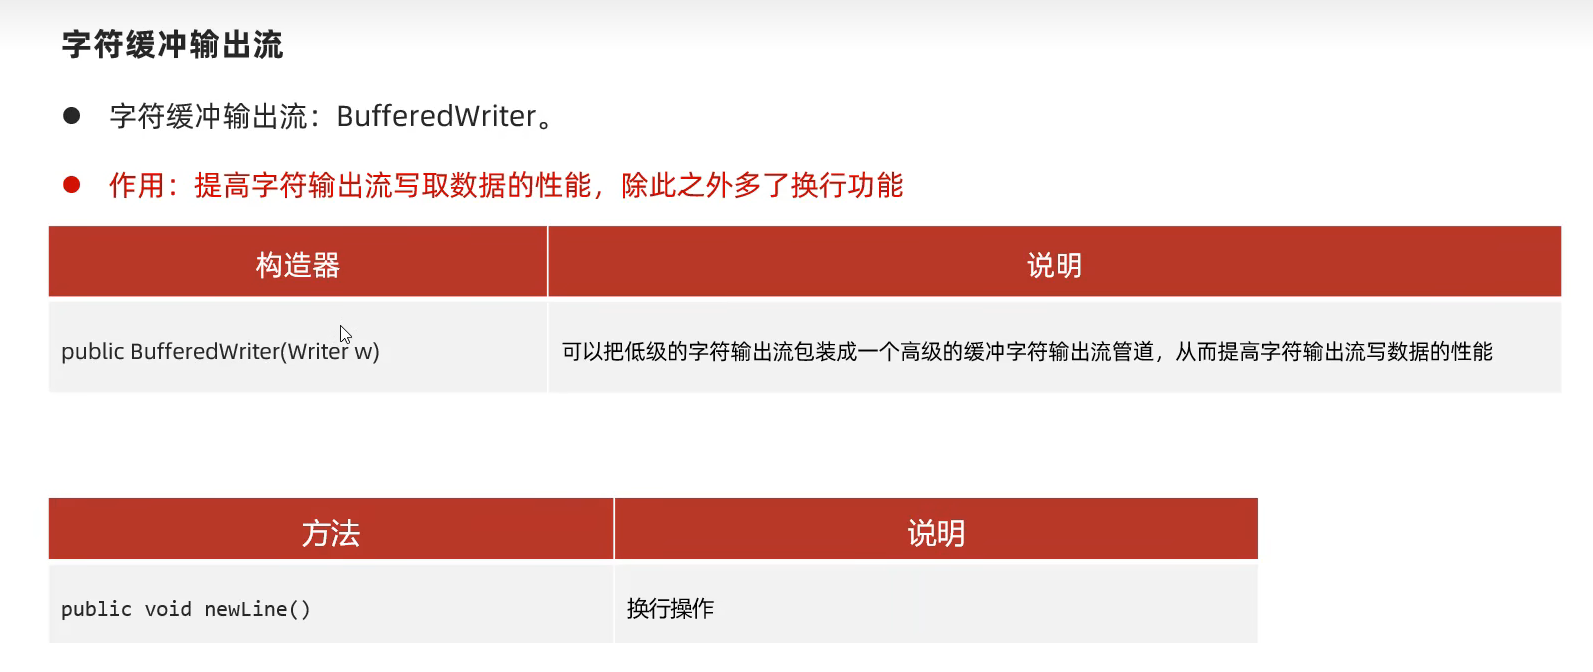 字符缓冲输出流
字符缓冲输出流：BufferedWriter。
作用：提高字符输出流写取数据的性能，除此之外多了换行功能
构造器
说明
public BufferedWriter(Writer w)
可以把低级的字符输出流包装成一个高级的缓冲字符输出流管道，从而提高字符输出流写数据的性能
方法
说明
public void newLine()
换行操作